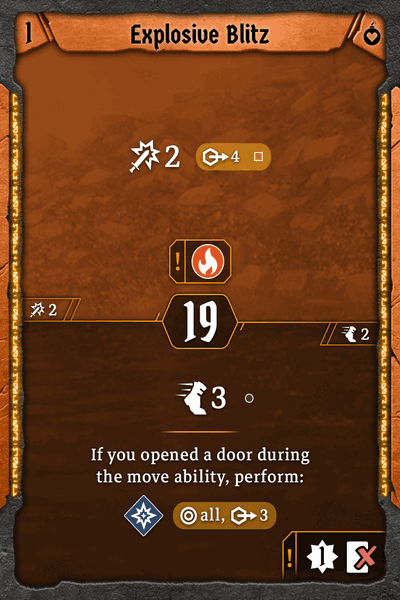 1 Explosive Blitz
2 4
!
2
19
2
3
If you opened a door during
the move ability, perform:
all, 3
! 1